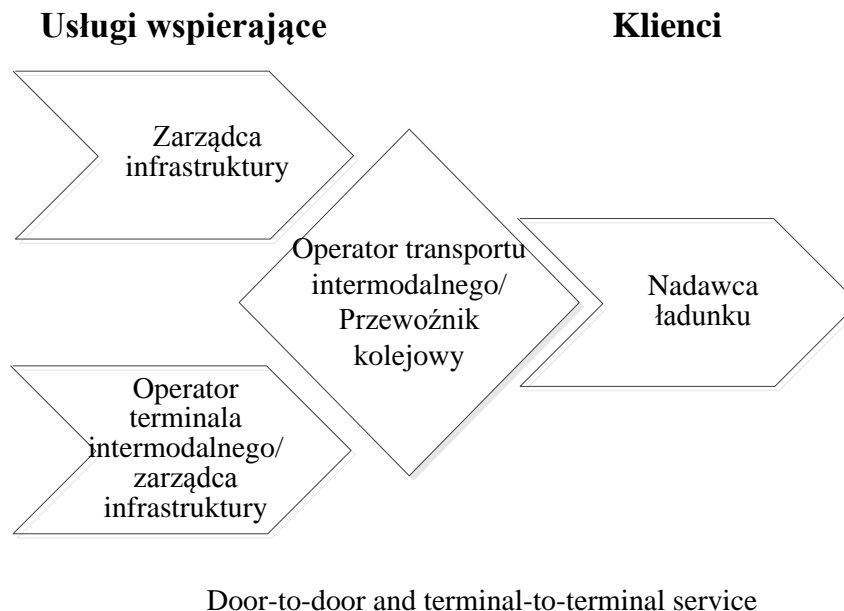 Usługi wspierające
Klienci
Zarządca
infrastruktury
Operator transportu
intermodalnego/
Przewoźnik
kolejowy
Nadawca
ładunku
Operator
terminala
intermodalnego/
zarządca
infrastruktury
Door-to-door and terminal-to-terminal service